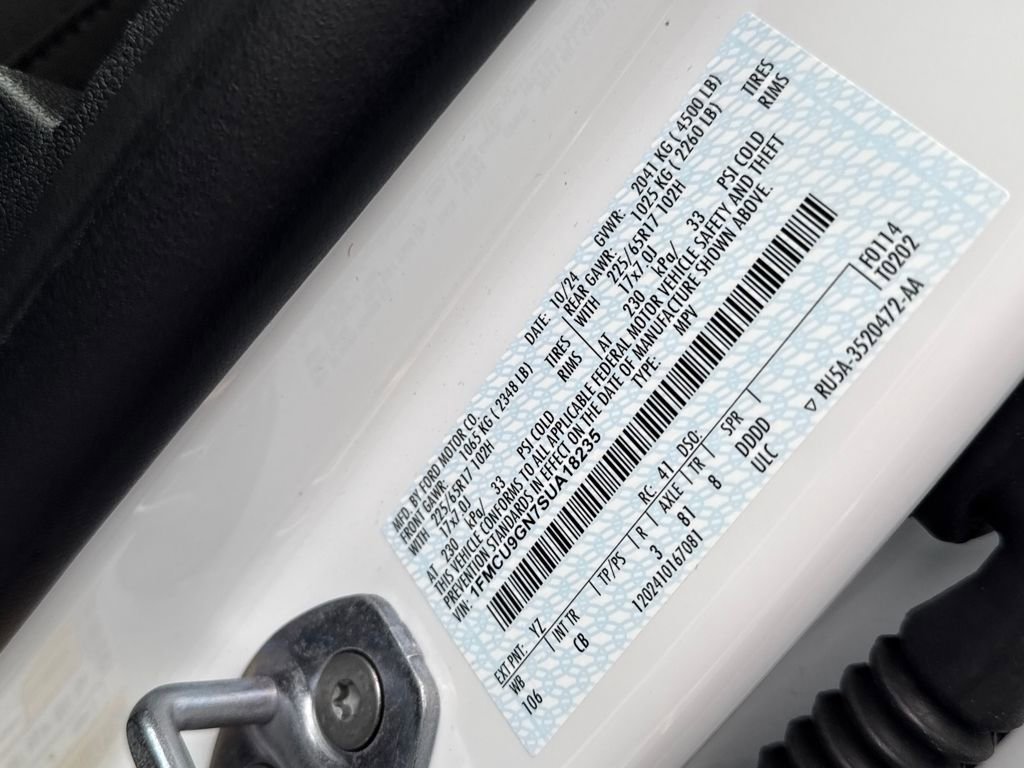 MFD. BY FORD MOTOR CO.
DATE: 10/24 GVWR: 2041 KG ( 4500 LB)
FRONT GAWR: 1065 KG ( 2348 LB) REAR GAWR: 1025 KG ( 2260 LB)
WITH 225/65R17 102H TIRES WITH 225/65R17 102H TIRES
17x7.0J RIMS 17x7.0J RIMS
AT 230 kPa/ 33 PSI COLD AT 230 kPa/ 33 PSI COLD
THIS VEHICLE CONFORMS TO ALL APPLICABLE FEDERAL MOTOR VEHICLE SAFETY AND THEFT
PREVENTION STANDARDS IN EFFECT ON THE DATE OF MANUFACTURE SHOWN ABOVE.
VIN: 1FMCU9GN7SUA18235 TYPE: MPV
EXT PNT: YZ RC: 41 DSO: F0114
WB INT TR TP/PS R AXLE TR SPR T0202
106 CB 3 81 8 DDDD
1202410167081 ULC ▽ RU5A-3520472-AA